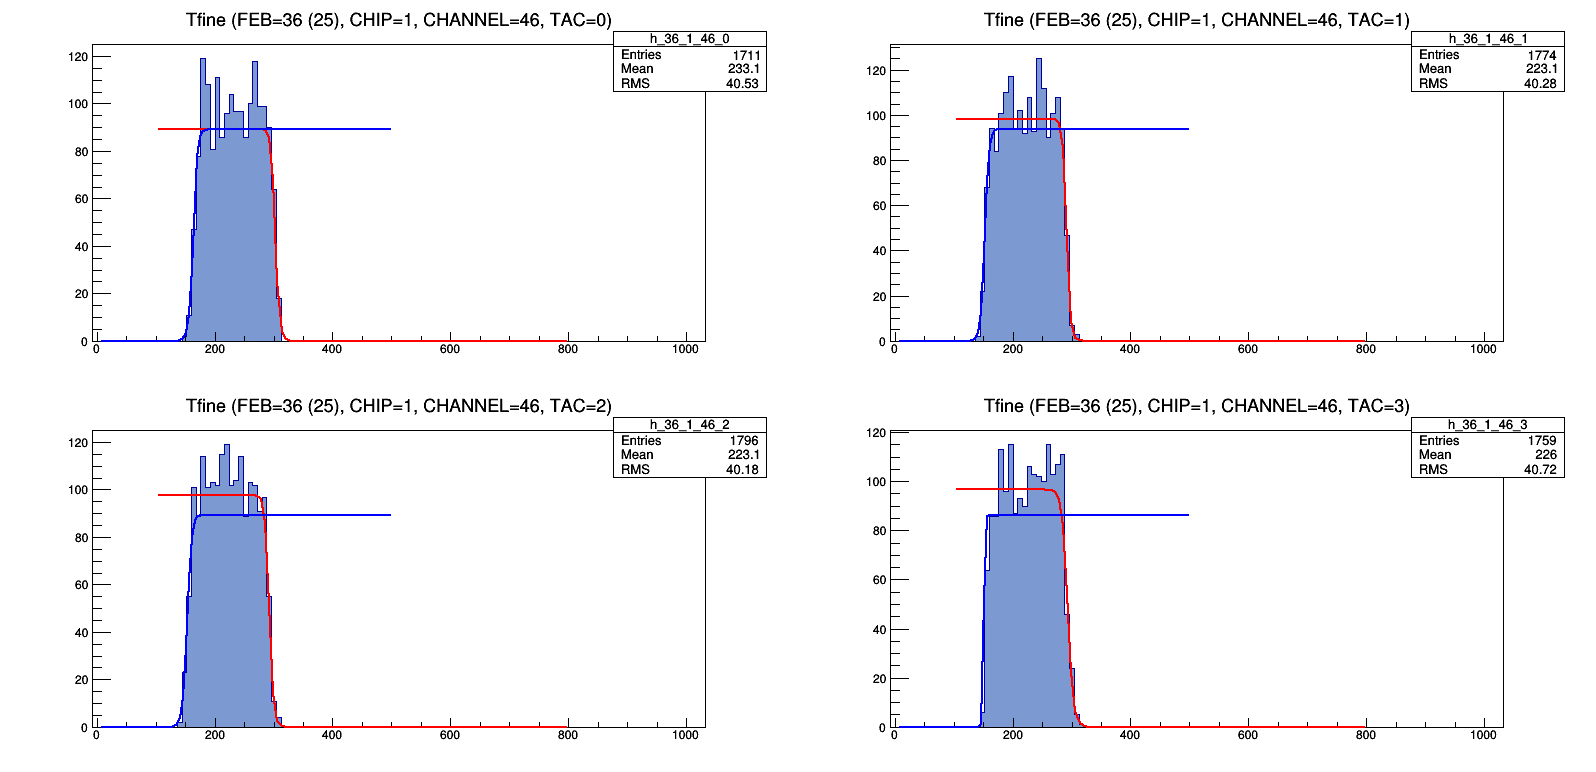 Tfine (FEB=36 (25), CHIP=1, CHANNEL=46, TAC=0)
h_36_1_46_0
Entries 1711
Mean 233.1
RMS 40.53
120
100
80
60
40
20
0
0 200 400 600 800 1000
Tfine (FEB=36 (25), CHIP=1, CHANNEL=46, TAC=1)
h_36_1_46_1
Entries 1774
Mean 223.1
RMS 40.28
120
100
80
60
40
20
0
0 200 400 600 800 1000
Tfine (FEB=36 (25), CHIP=1, CHANNEL=46, TAC=2)
h_36_1_46_2
Entries 1796
Mean 223.1
RMS 40.18
120
100
80
60
40
20
0
0 200 400 600 800 1000
Tfine (FEB=36 (25), CHIP=1, CHANNEL=46, TAC=3)
h_36_1_46_3
Entries 1759
Mean 226
RMS 40.72
120
100
80
60
40
20
0
0 200 400 600 800 1000